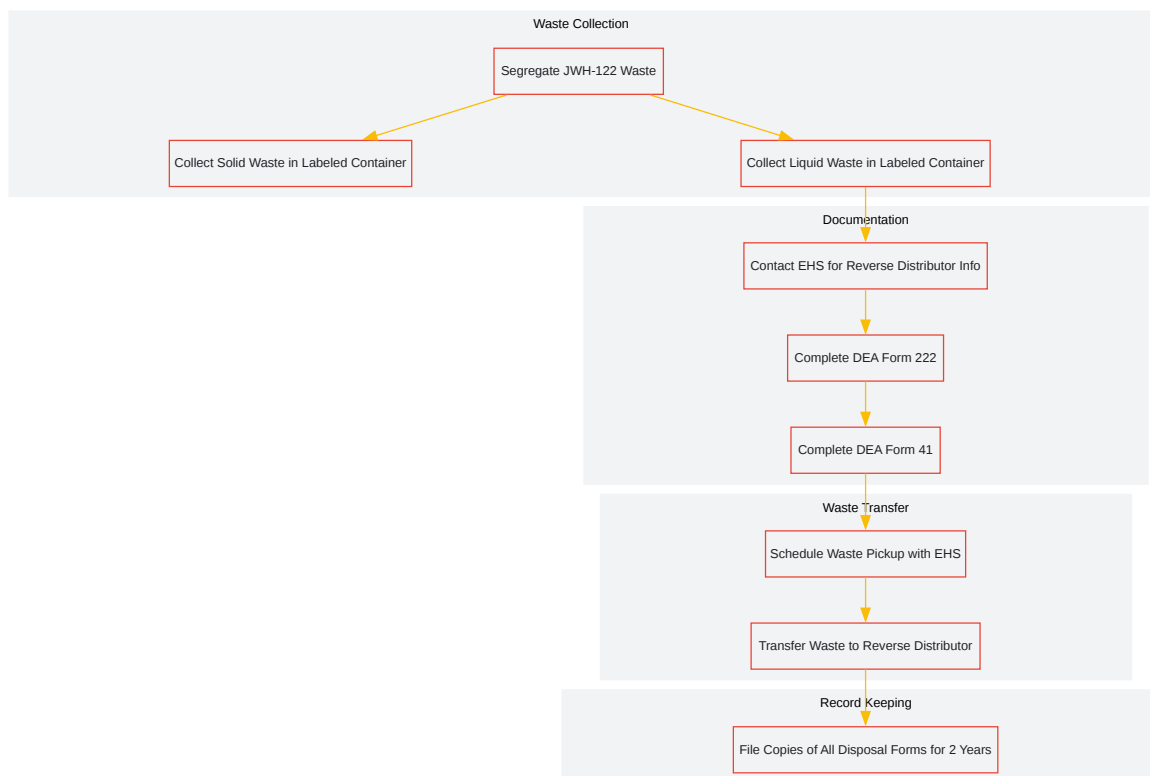 Waste Collection
Segregate JWH-122 Waste
Collect Solid Waste in Labeled Container
Collect Liquid Waste in Labeled Container
Documentation
Contact EHS for Reverse Distributor Info
Complete DEA Form 222
Complete DEA Form 41
Waste Transfer
Schedule Waste Pickup with EHS
Transfer Waste to Reverse Distributor
Record Keeping
File Copies of All Disposal Forms for 2 Years